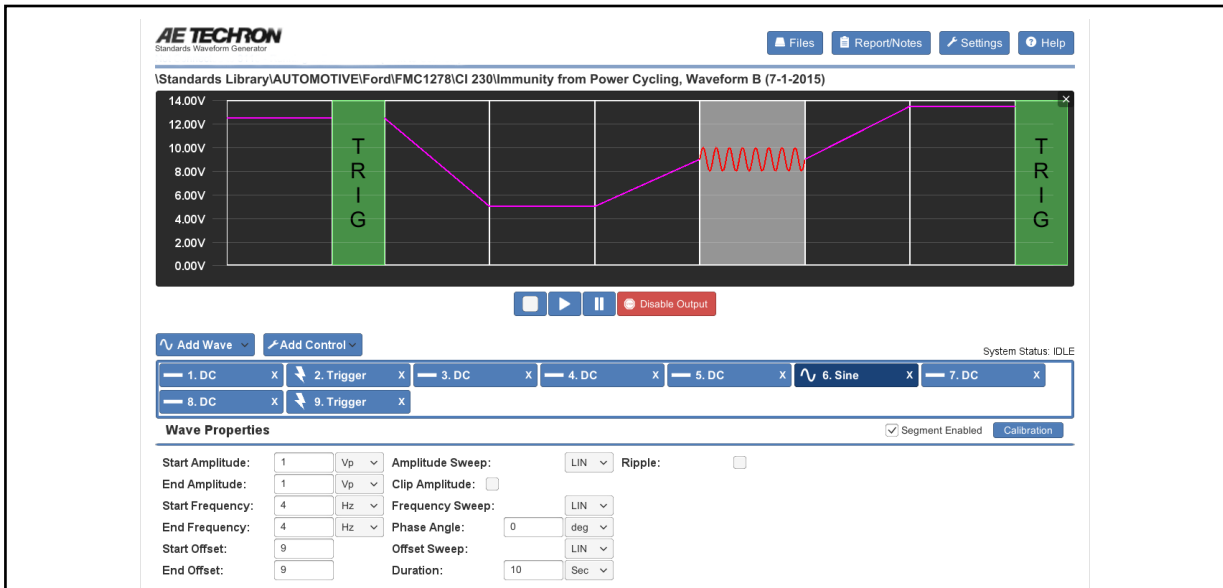 AE TECHRON
Standards Waveform Generator
Files Report/Notes Settings Help
\Standards Library\AUTOMOTIVE\Ford\FMC1278\CI 230\Immunity from Power Cycling, Waveform B (7-1-2015)
14.00V
12.00V
10.00V
8.00V
6.00V
4.00V
2.00V
0.00V
TRIG
TRIG
Disable Output
Add Wave Add Control
System Status: IDLE
1. DC X 2. Trigger X 3. DC X 4. DC X 5. DC X 6. Sine X 7. DC X
8. DC X 9. Trigger X
Wave Properties Segment Enabled Calibration
Start Amplitude: 1 Vp Amplitude Sweep: LIN Ripple:
End Amplitude: 1 Vp Clip Amplitude:
Start Frequency: 4 Hz Frequency Sweep: LIN
End Frequency: 4 Hz Phase Angle: 0 deg
Start Offset: 9 Offset Sweep: LIN
End Offset: 9 Duration: 10 Sec